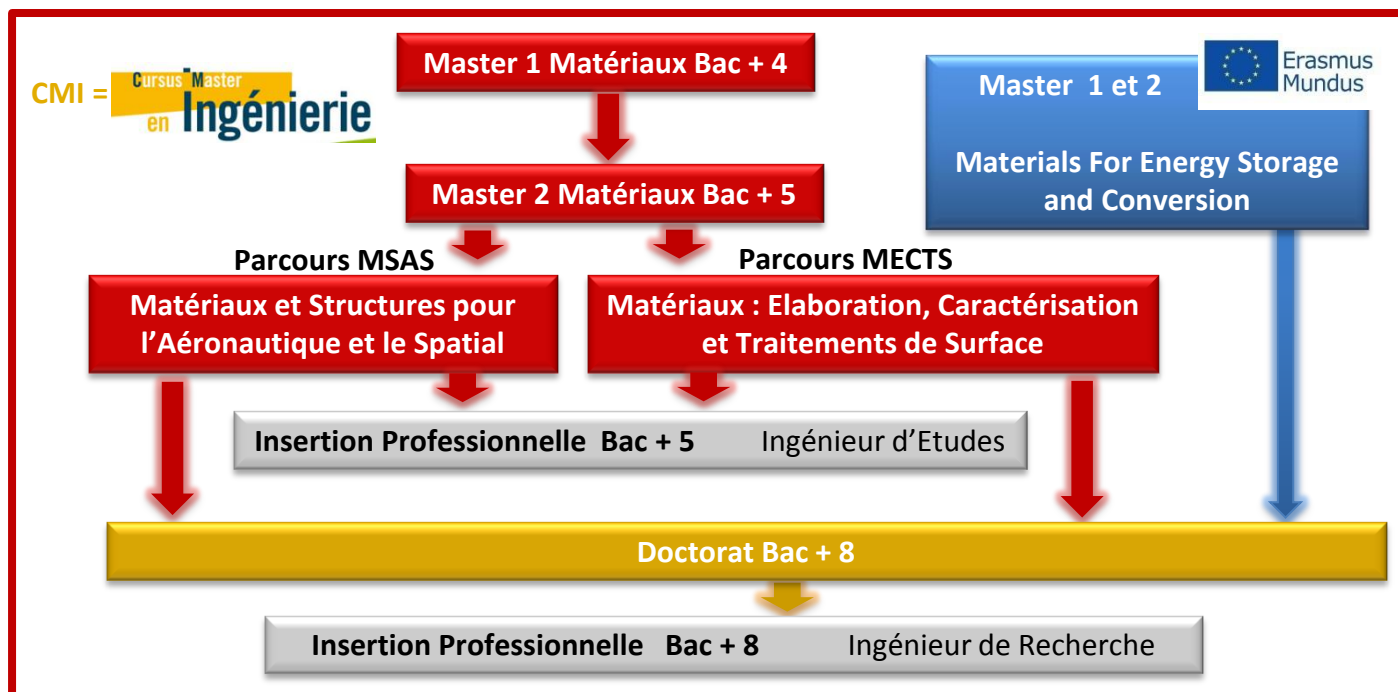 CMI =
Cursus Master
en Ingénierie
Master 1 Matériaux Bac + 4
Erasmus
Mundus
Master 1 et 2
Materials For Energy Storage
and Conversion
Master 2 Matériaux Bac + 5
Parcours MSAS
Parcours MECTS
Matériaux et Structures pour
l’Aéronautique et le Spatial
Matériaux : Elaboration, Caractérisation
et Traitements de Surface
Insertion Professionnelle Bac + 5 Ingénieur d’Etudes
Doctorat Bac + 8
Insertion Professionnelle Bac + 8 Ingénieur de Recherche